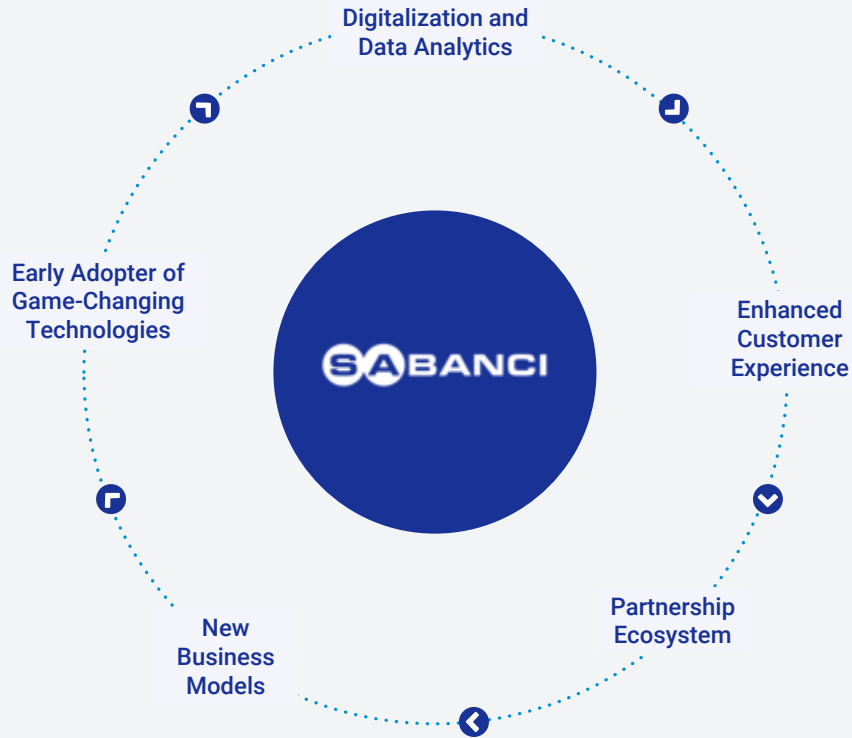 Digitalization and
Data Analytics
Early Adopter of
Game-Changing
Technologies
Enhanced
Customer
Experience
SABANCI
Partnership
Ecosystem
New
Business
Models